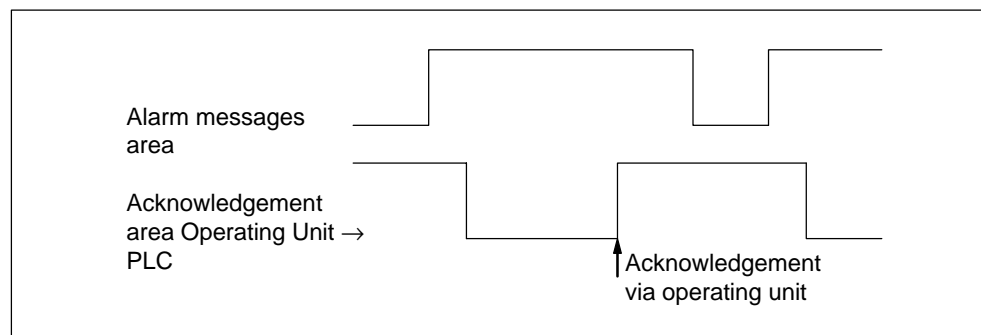 Alarm messages
area
Acknowledgement
area Operating Unit →
PLC
Acknowledgement
via operating unit